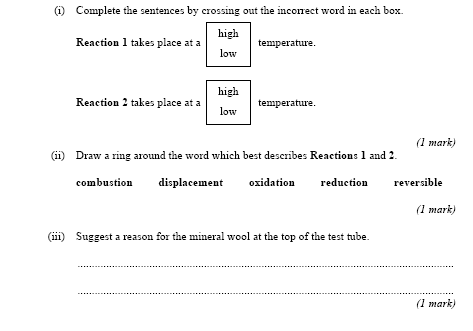 (i) Complete the sentences by crossing out the incorrect word in each box.
high
Reaction 1 takes place at a temperature.
low
high
Reaction 2 takes place at a temperature.
low
(1 mark)
(ii) Draw a ring around the word which best describes Reactions 1 and 2.
combustion displacement oxidation reduction reversible
(1 mark)
(iii) Suggest a reason for the mineral wool at the top of the test tube.
(1 mark)